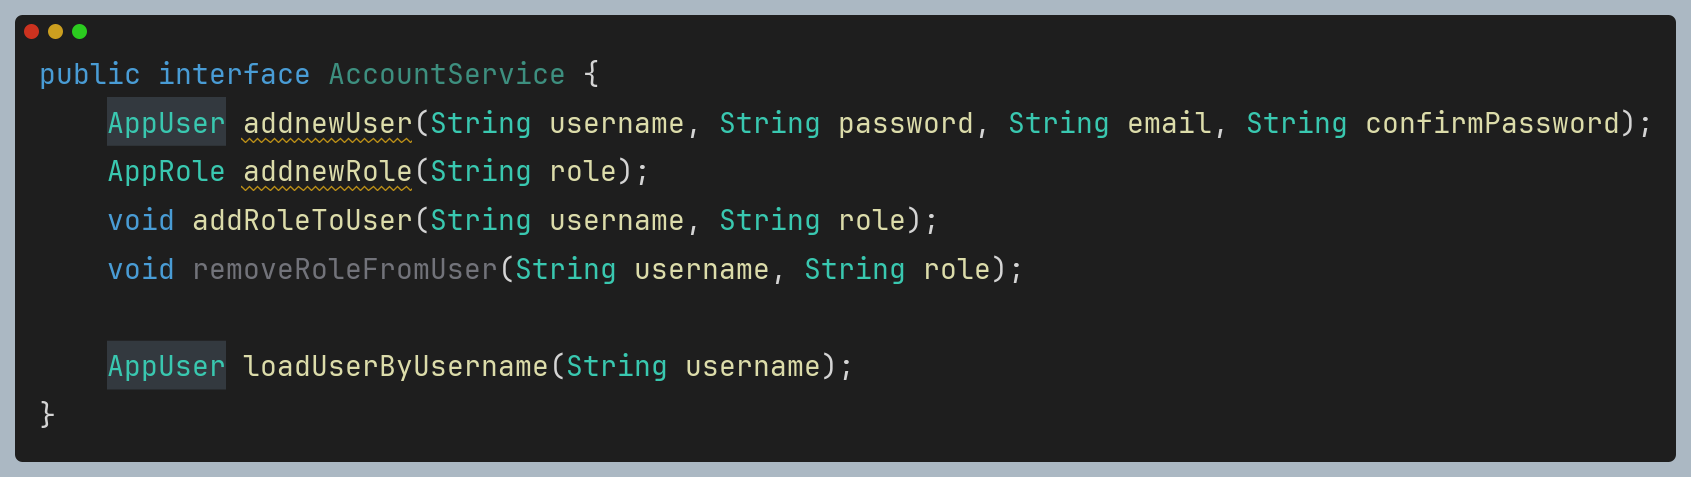 public interface AccountService {
    AppUser addnewUser(String username, String password, String email, String confirmPassword);
    AppRole addnewRole(String role);
    void addRoleToUser(String username, String role);
    void removeRoleFromUser(String username, String role);

    AppUser loadUserByUsername(String username);
}